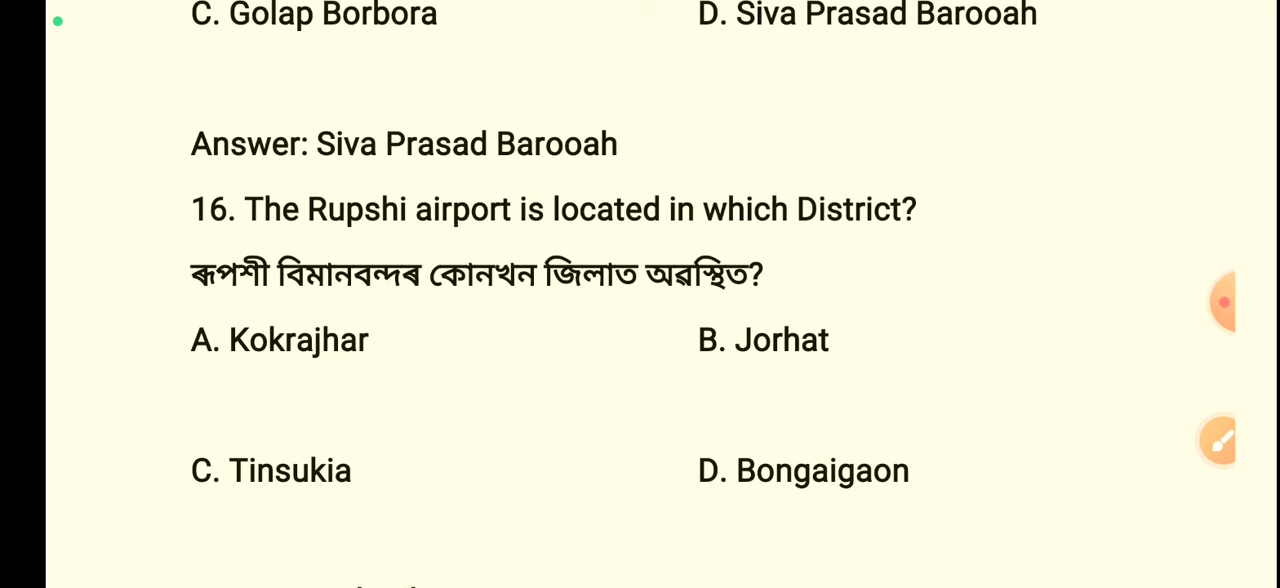 C. Golap Borbora D. Siva Prasad Barooah
Answer: Siva Prasad Barooah
16. The Rupshi airport is located in which District?
ৰূপশী বিমানবন্দৰ কোনখন জিলাত অৱস্থিত?
A. Kokrajhar B. Jorhat
C. Tinsukia D. Bongaigaon